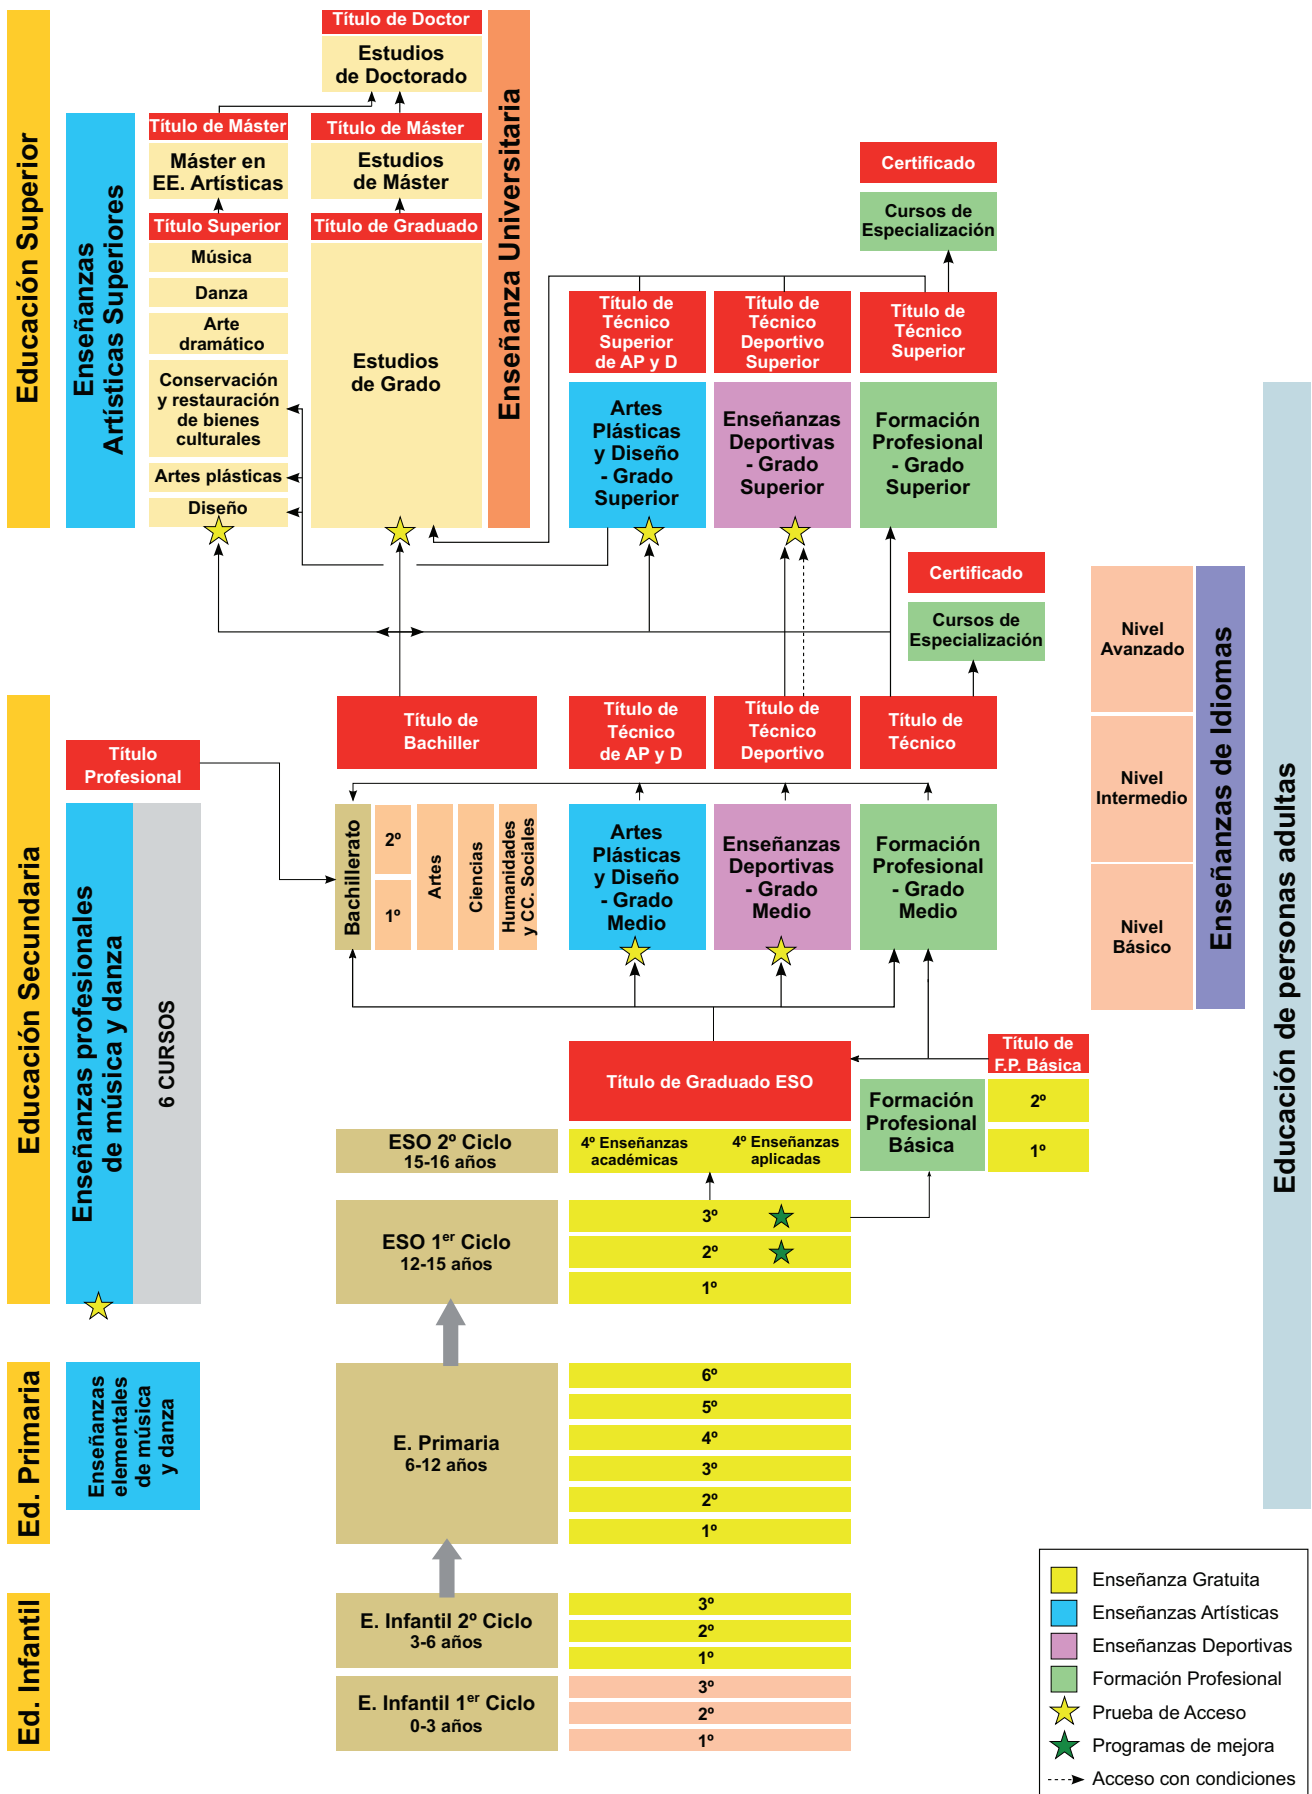 Educación Superior
Enseñanzas
Artísticas Superiores
Título de Doctor
Estudios
de Doctorado
Título de Máster
Máster en
EE. Artísticas
Título Superior
Música
Danza
Arte
dramático
Conservación
y restauración
de bienes
culturales
Artes plásticas
Diseño
Título de Máster
Estudios
de Máster
Título de Graduado
Estudios
de Grado
Enseñanza Universitaria
Título de
Técnico
Superior
de AP y D
Artes
Plásticas
y Diseño
- Grado
Superior
Título de
Técnico
Deportivo
Superior
Enseñanzas
Deportivas
- Grado
Superior
Certificado
Cursos de
Especialización
Título de
Técnico
Superior
Formación
Profesional
- Grado
Superior
Certificado
Cursos de
Especialización
Educación Secundaria
Título
Profesional
Enseñanzas profesionales
de música y danza
6 CURSOS
Título de
Bachiller
Bachillerato
2º
1º
Artes
Ciencias
Humanidades
y CC. Sociales
Título de
Técnico
de AP y D
Artes
Plásticas
y Diseño
- Grado
Medio
Título de
Técnico
Deportivo
Enseñanzas
Deportivas
- Grado
Medio
Título de
Técnico
Formación
Profesional
- Grado
Medio
Nivel
Avanzado
Nivel
Intermedio
Nivel
Básico
Enseñanzas de Idiomas
Educación de personas adultas
Título de Graduado ESO
Título de
F.P. Básica
Formación
Profesional
Básica
2º
1º
ESO 2º Ciclo
15-16 años
4º Enseñanzas
académicas
4º Enseñanzas
aplicadas
ESO 1er Ciclo
12-15 años
3º
2º
1º
Ed. Primaria
Enseñanzas
elementales
de música
y danza
E. Primaria
6-12 años
6º
5º
4º
3º
2º
1º
Ed. Infantil
E. Infantil 2º Ciclo
3-6 años
3º
2º
1º
E. Infantil 1er Ciclo
0-3 años
3º
2º
1º
Enseñanza Gratuita
Enseñanzas Artísticas
Enseñanzas Deportivas
Formación Profesional
Prueba de Acceso
Programas de mejora
Acceso con condiciones